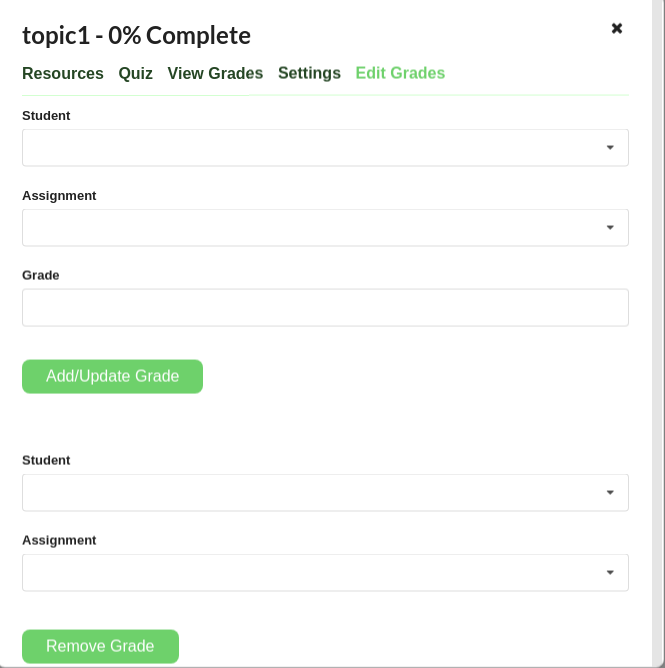 topic1 - 0% Complete
Resources Quiz View Grades Settings Edit Grades
Student
Assignment
Grade
Add/Update Grade
Student
Assignment
Remove Grade